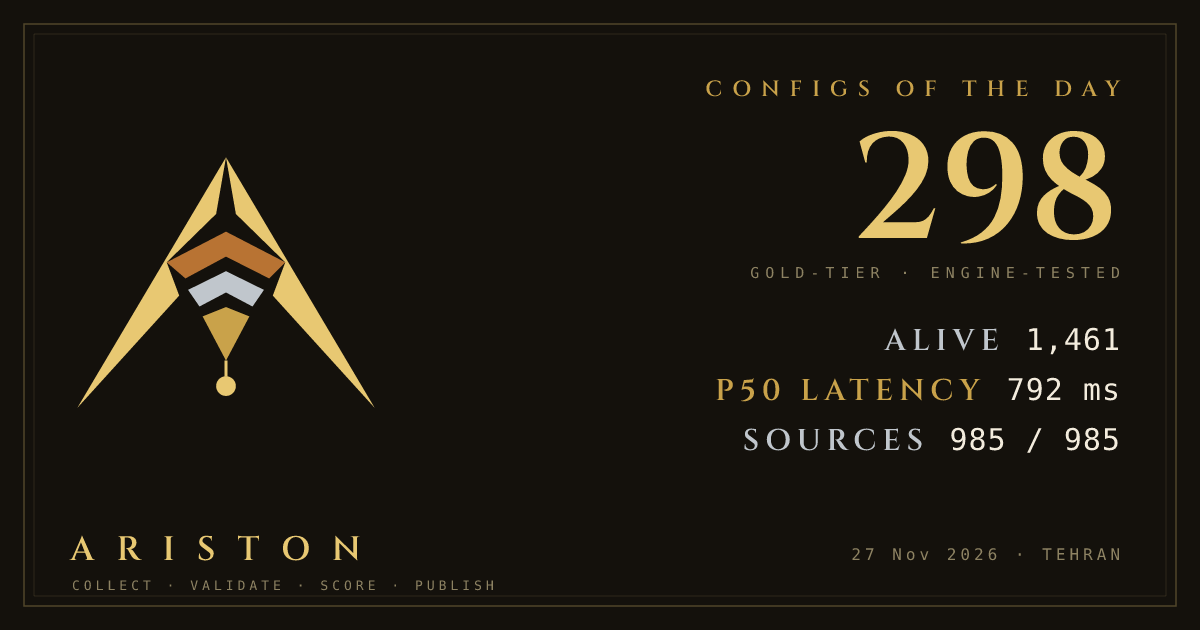 CONFIGS OF THE DAY
298
GOLD-TIER · ENGINE-TESTED
ALIVE 1,461
P50 LATENCY 792 ms
SOURCES 985 / 985
ARISTON
COLLECT · VALIDATE · SCORE · PUBLISH
27 Nov 2026 · TEHRAN